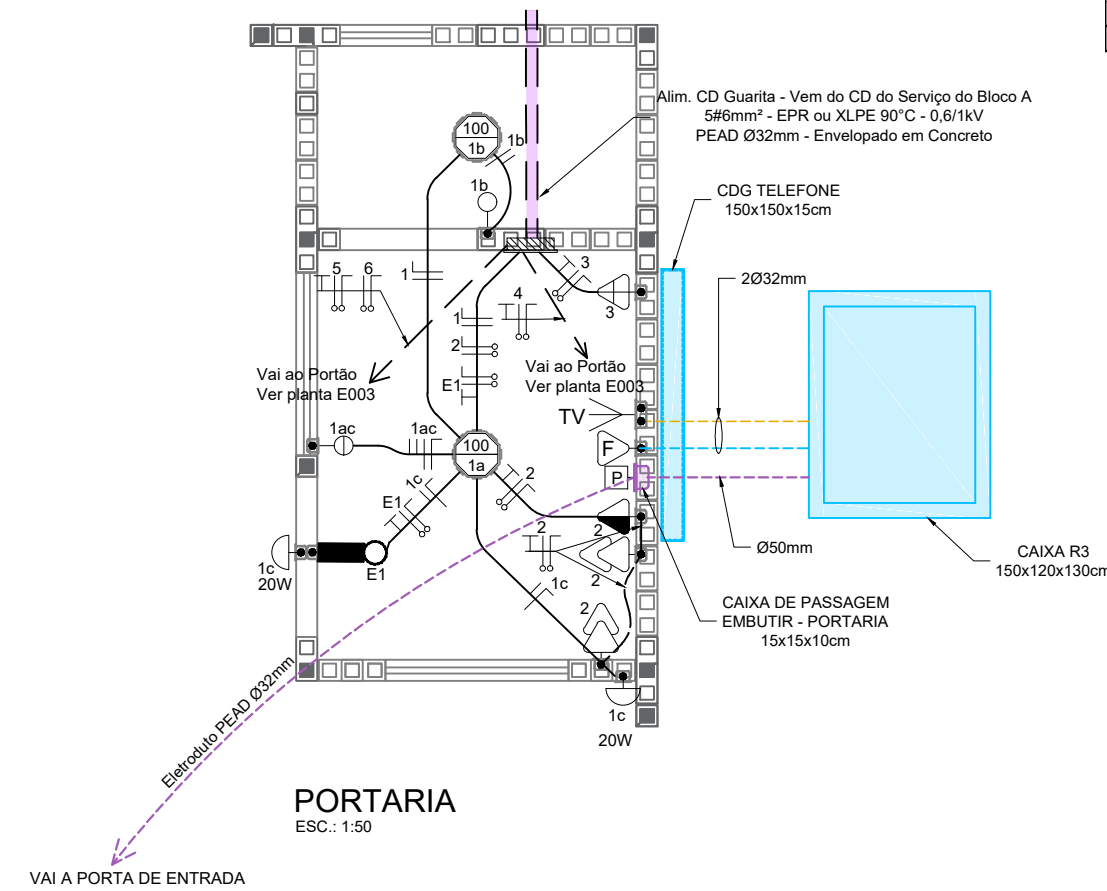 Alim. CD Guarita - Vem do CD do Serviço do Bloco A
5#6mm² - EPR ou XLPE 90°C - 0,6/1kV
PEAD Ø32mm - Envelopado em Concreto
100
1b
1b
1b
CDG TELEFONE
150x150x15cm
5
6
1
3
3
4
2Ø32mm
1
2
E1
Vai ao Portão
Ver planta E003
Vai ao Portão
Ver planta E003
TV
1ac
1ac
100
1a
F
P
1c
E1
2
2
2
2
Ø50mm
1c
20W
E1
1c
2
CAIXA R3
150x120x130cm
CAIXA DE PASSAGEM
EMBUTIR - PORTARIA
15x15x10cm
1c
20W
Eletroduto PEAD Ø32mm
PORTARIA
ESC.: 1:50
VAI A PORTA DE ENTRADA